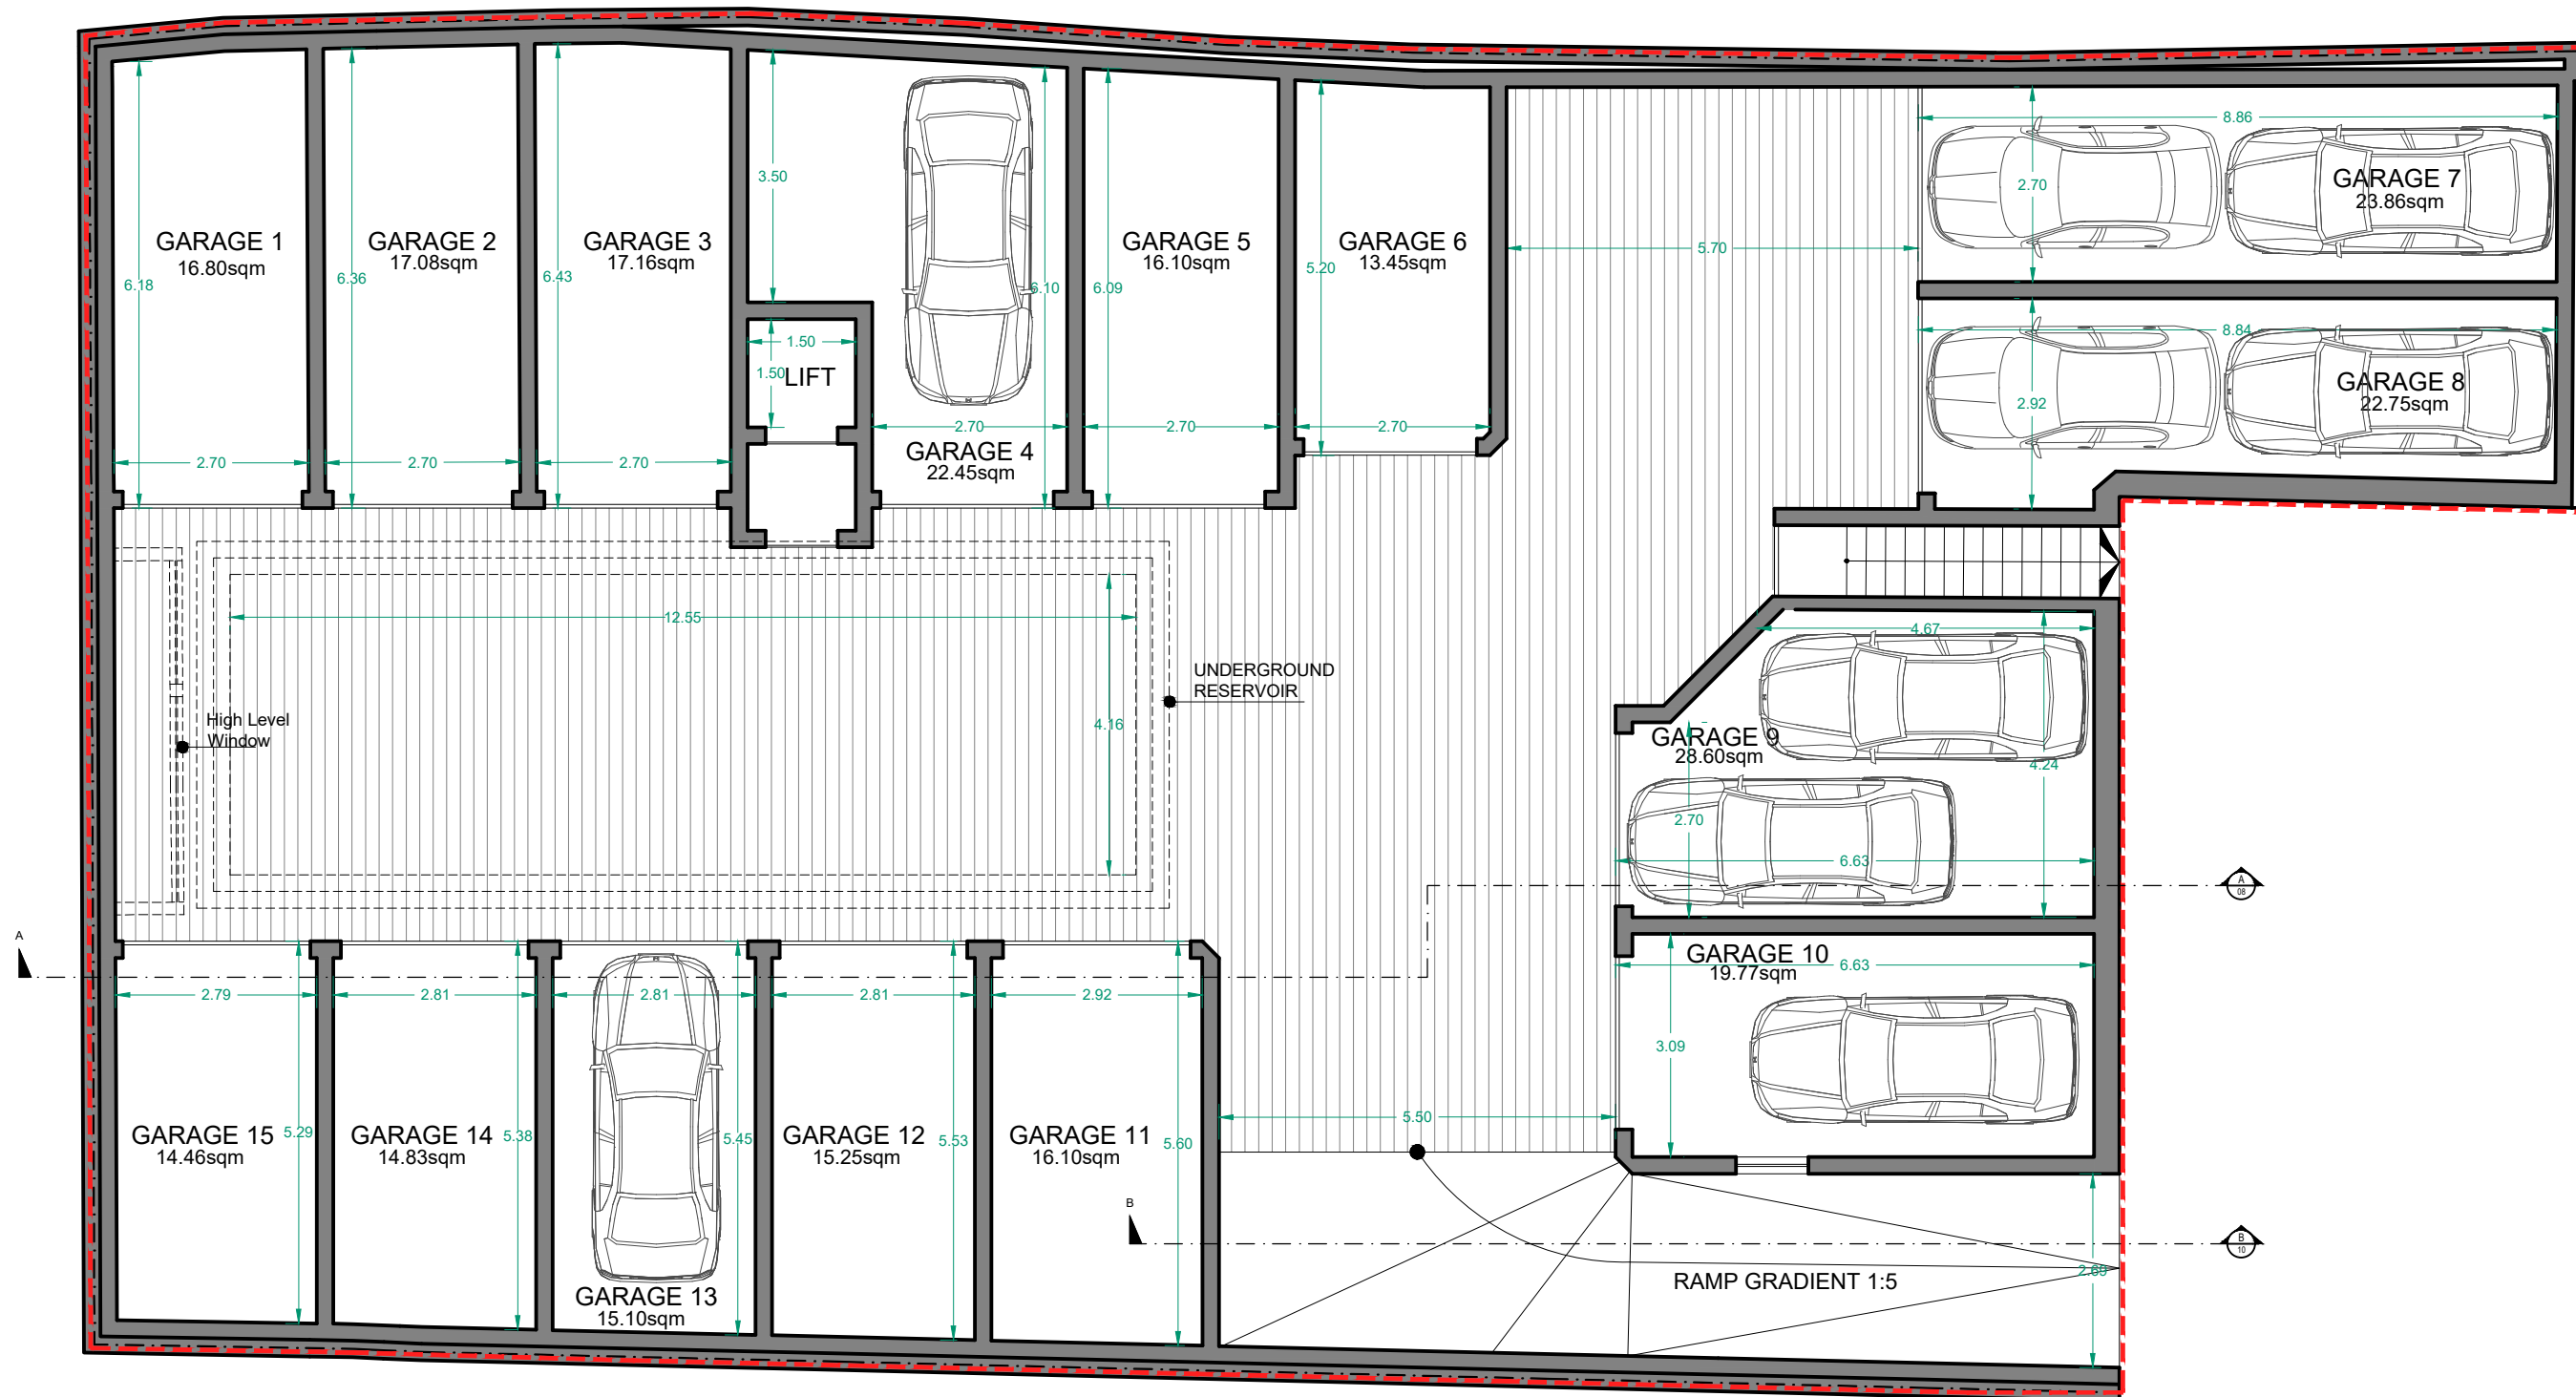 GARAGE 1
16.80sqm
6.18
2.70
GARAGE 2
17.08sqm
6.36
2.70
GARAGE 3
17.16sqm
6.43
2.70
3.50
1.50
1.50
LIFT
6.10
2.70
GARAGE 4
22.45sqm
GARAGE 5
16.10sqm
6.09
2.70
GARAGE 6
13.45sqm
5.20
2.70
5.70
8.86
2.70
GARAGE 7
23.86sqm
8.84
2.92
GARAGE 8
22.75sqm
12.55
4.16
UNDERGROUND
RESERVOIR
High Level
Window
4.67
GARAGE 9
28.60sqm
4.24
2.70
6.63
A
08
GARAGE 10
19.77sqm
6.63
3.09
A
2.79
GARAGE 15
14.46sqm
5.29
2.81
GARAGE 14
14.83sqm
5.38
2.81
5.45
GARAGE 13
15.10sqm
2.81
GARAGE 12
15.25sqm
5.53
2.92
GARAGE 11
16.10sqm
5.60
5.50
B
B
10
RAMP GRADIENT 1:5
2.69